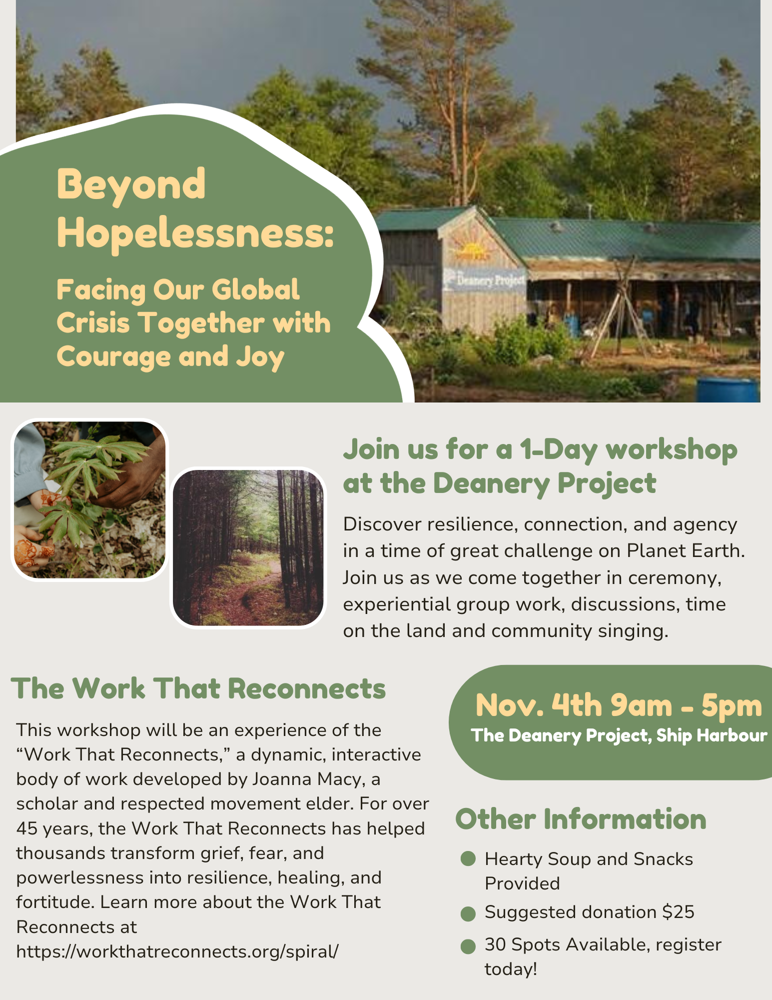 Beyond
Hopelessness:
Facing Our Global
Crisis Together with
Courage and Joy
Deanery Project
Join us for a 1-Day workshop
at the Deanery Project
Discover resilience, connection, and agency
in a time of great challenge on Planet Earth.
Join us as we come together in ceremony,
experiential group work, discussions, time
on the land and community singing.
The Work That Reconnects
This workshop will be an experience of the
“Work That Reconnects,” a dynamic, interactive
body of work developed by Joanna Macy, a
scholar and respected movement elder. For over
45 years, the Work That Reconnects has helped
thousands transform grief, fear, and
powerlessness into resilience, healing, and
fortitude. Learn more about the Work That
Reconnects at
https://workthatreconnects.org/spiral/
Nov. 4th 9am - 5pm
The Deanery Project, Ship Harbour
Other Information
Hearty Soup and Snacks
Provided
Suggested donation $25
30 Spots Available, register
today!